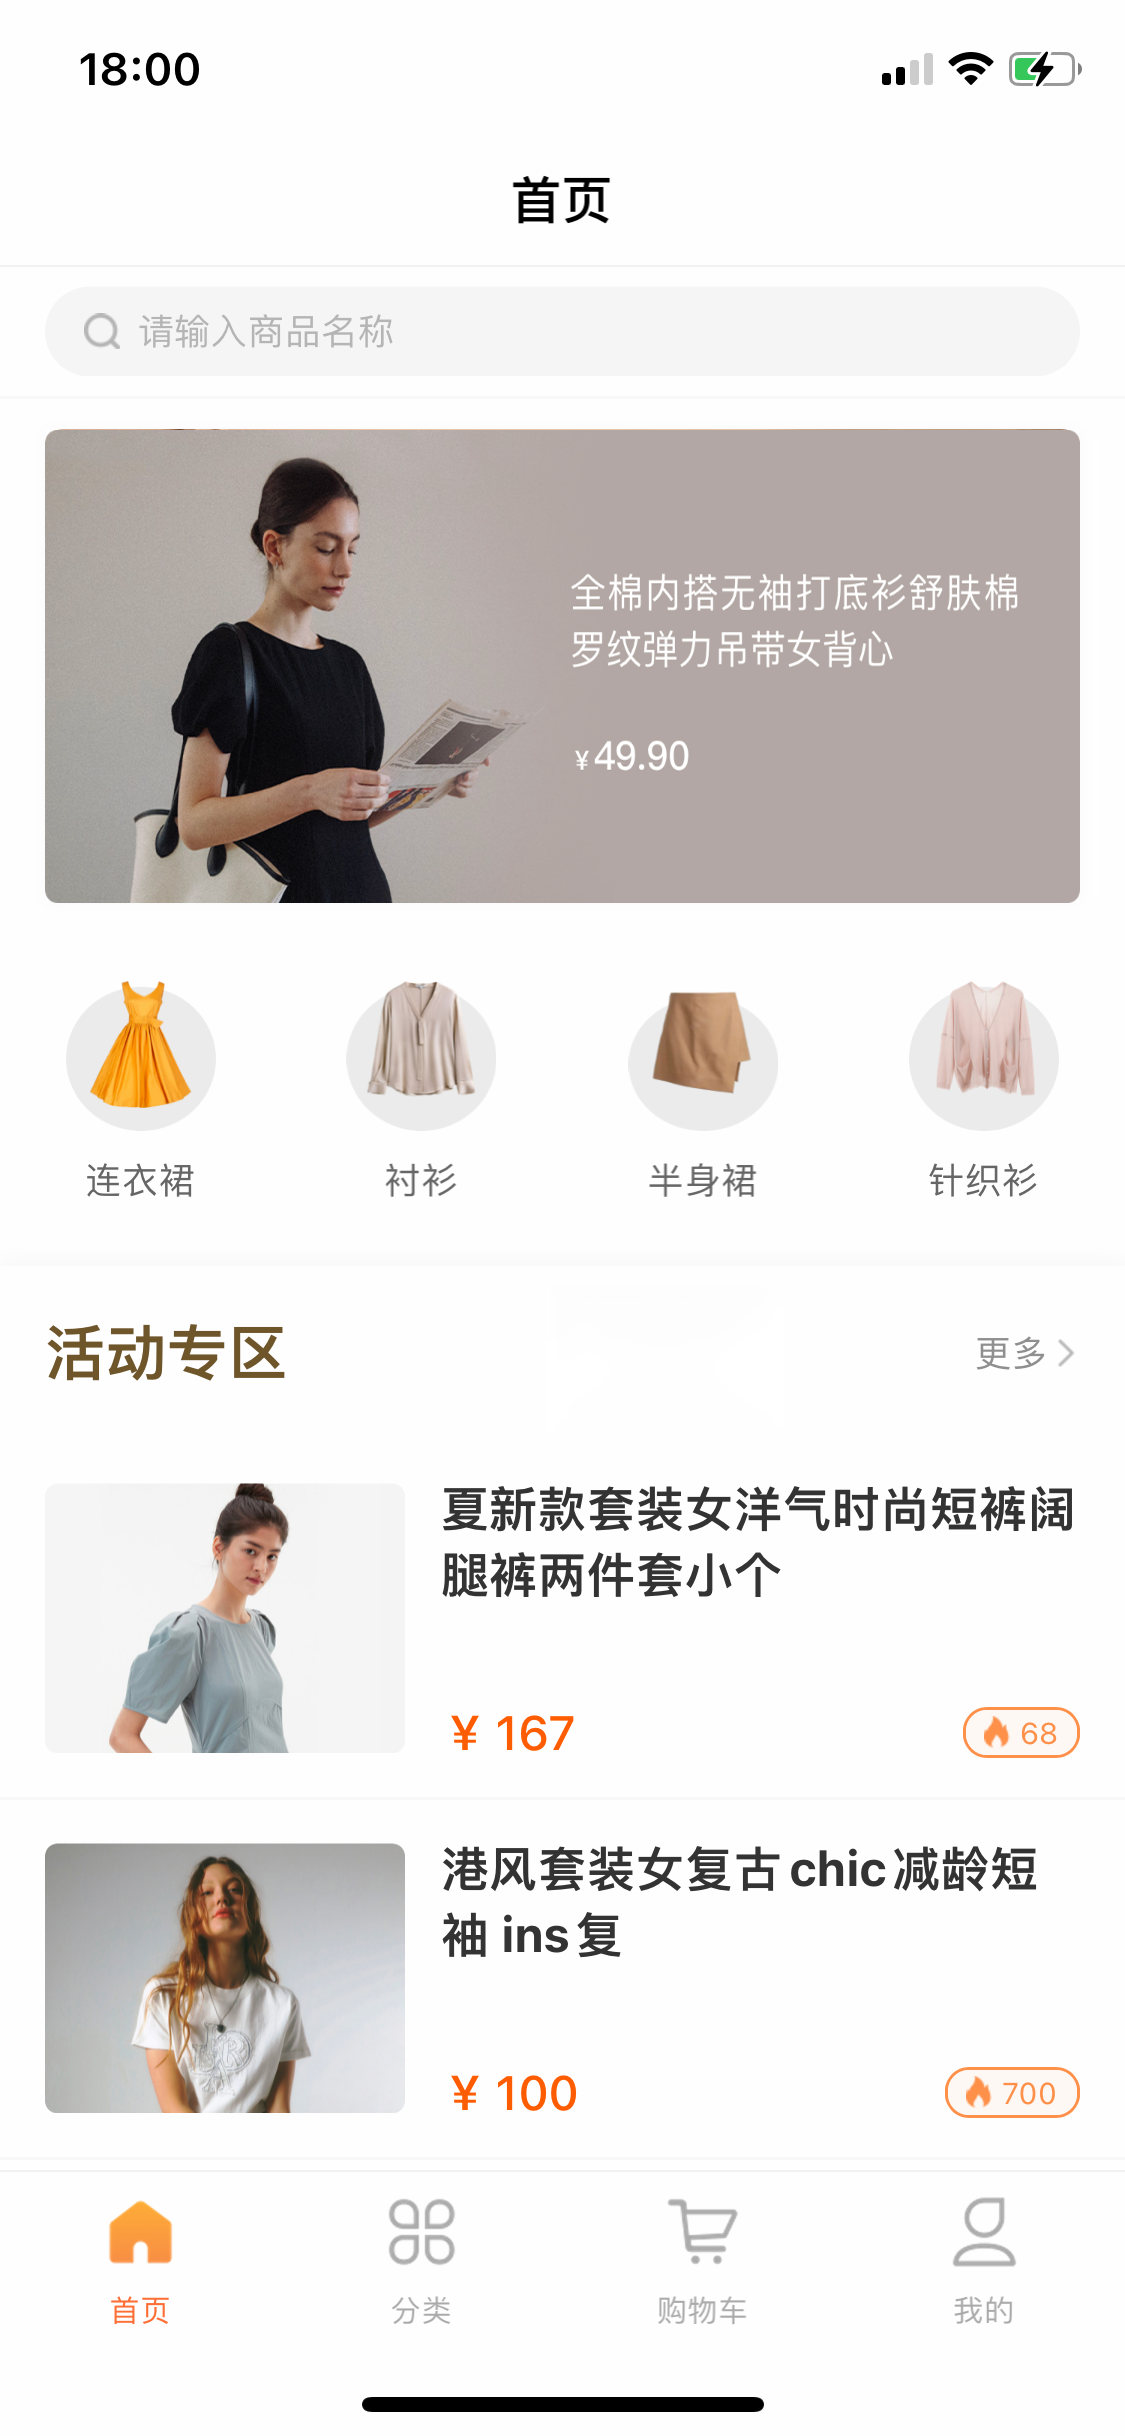 18:00
首页
请输入商品名称
全棉内搭无袖打底衫舒肤棉
罗纹弹力吊带女背心
¥49.90
连衣裙
衬衫
半身裙
针织衫
活动专区
更多
夏新款套装女洋气时尚短裤阔
腿裤两件套小个
¥ 167
68
港风套装女复古chic减龄短
袖 ins复
¥ 100
700
首页
分类
购物车
我的